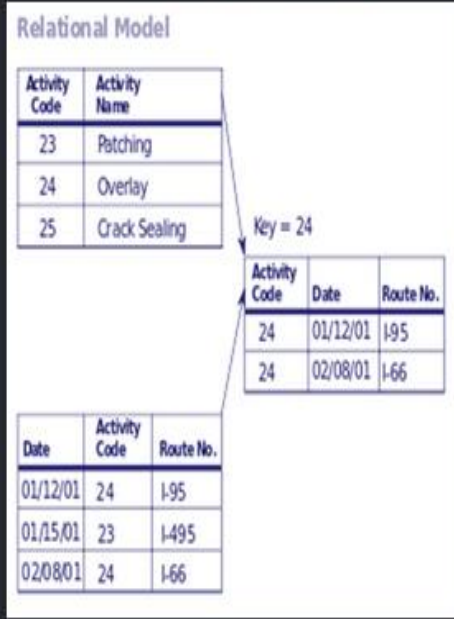 Relational Model
Activity Code Activity Name
23 Patching
24 Overlay
25 Crack Sealing
Key = 24
Activity Code Date Route No.
24 01/12/01 I-95
24 02/08/01 I-66
Date Activity Code Route No.
01/12/01 24 I-95
01/15/01 23 I-495
02/08/01 24 I-66